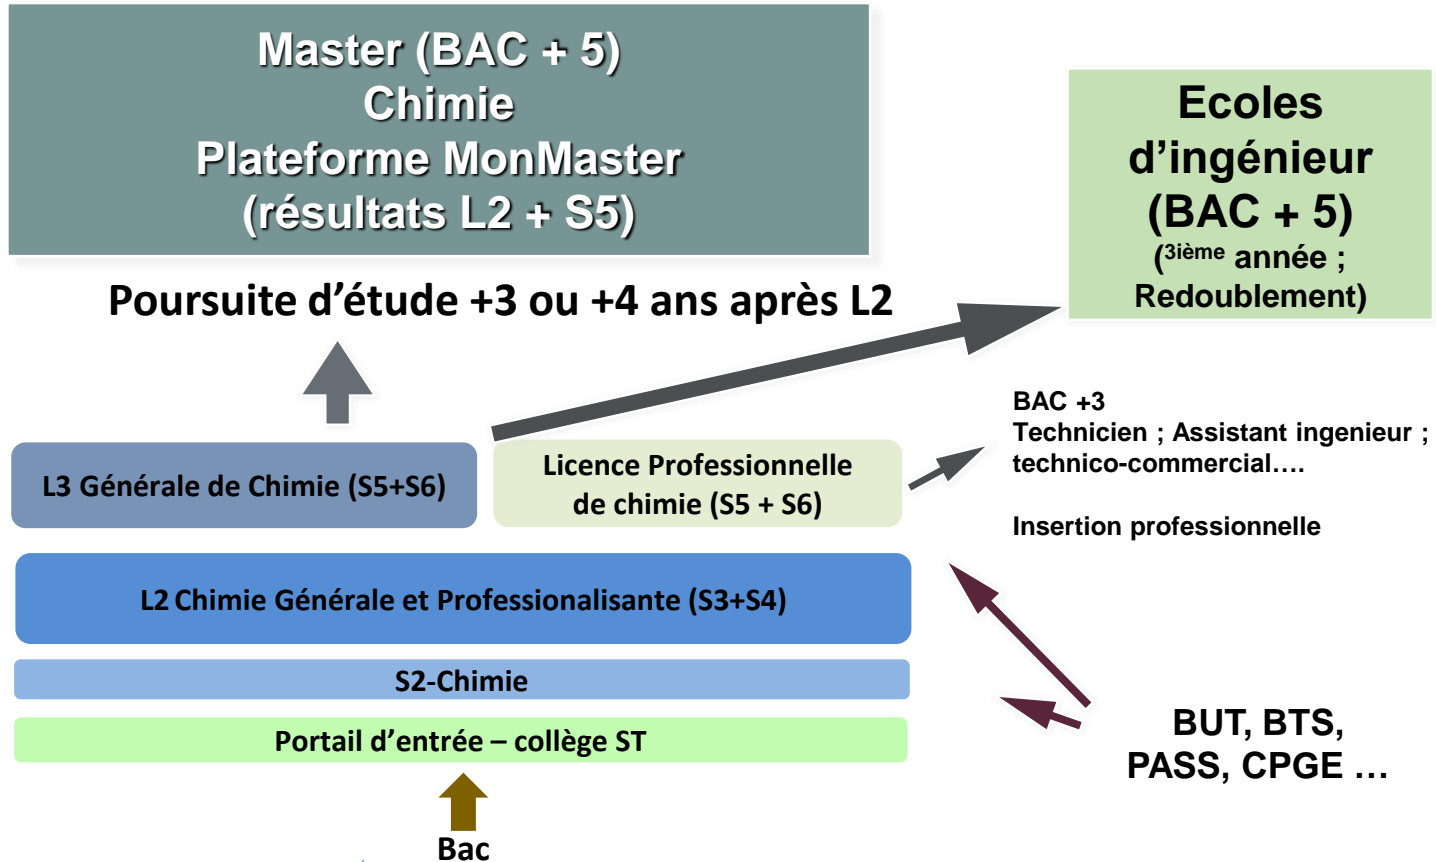 Master (BAC + 5)
Chimie
Plateforme MonMaster
(résultats L2 + S5)
Ecoles
d’ingénieur
(BAC + 5)
(3ième année ;
Redoublement)
Poursuite d’étude +3 ou +4 ans après L2
BAC +3
Technicien ; Assistant ingenieur ;
technico-commercial….
Insertion professionnelle
L3 Générale de Chimie (S5+S6)
Licence Professionnelle
de chimie (S5 + S6)
L2 Chimie Générale et Professionalisante (S3+S4)
S2-Chimie
Portail d’entrée – collège ST
BUT, BTS,
PASS, CPGE …
Bac